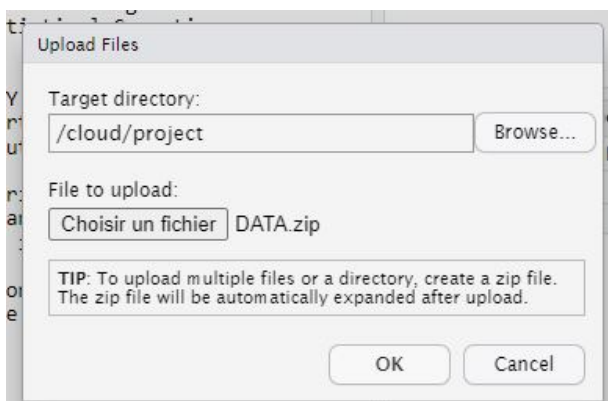 Upload Files
Target directory:
/cloud/project
Browse...
File to upload:
Choisir un fichier DATA.zip
TIP: To upload multiple files or a directory, create a zip file.
The zip file will be automatically expanded after upload.
OK
Cancel